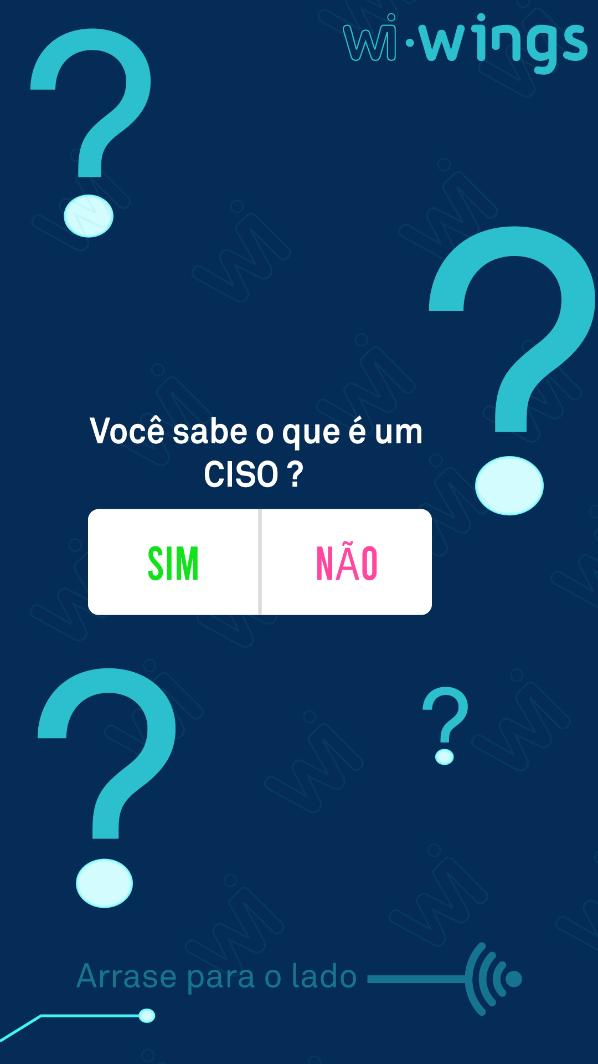 wi·wings
Você sabe o que é um
CISO ?
SIM
NÃO
Arrase para o lado